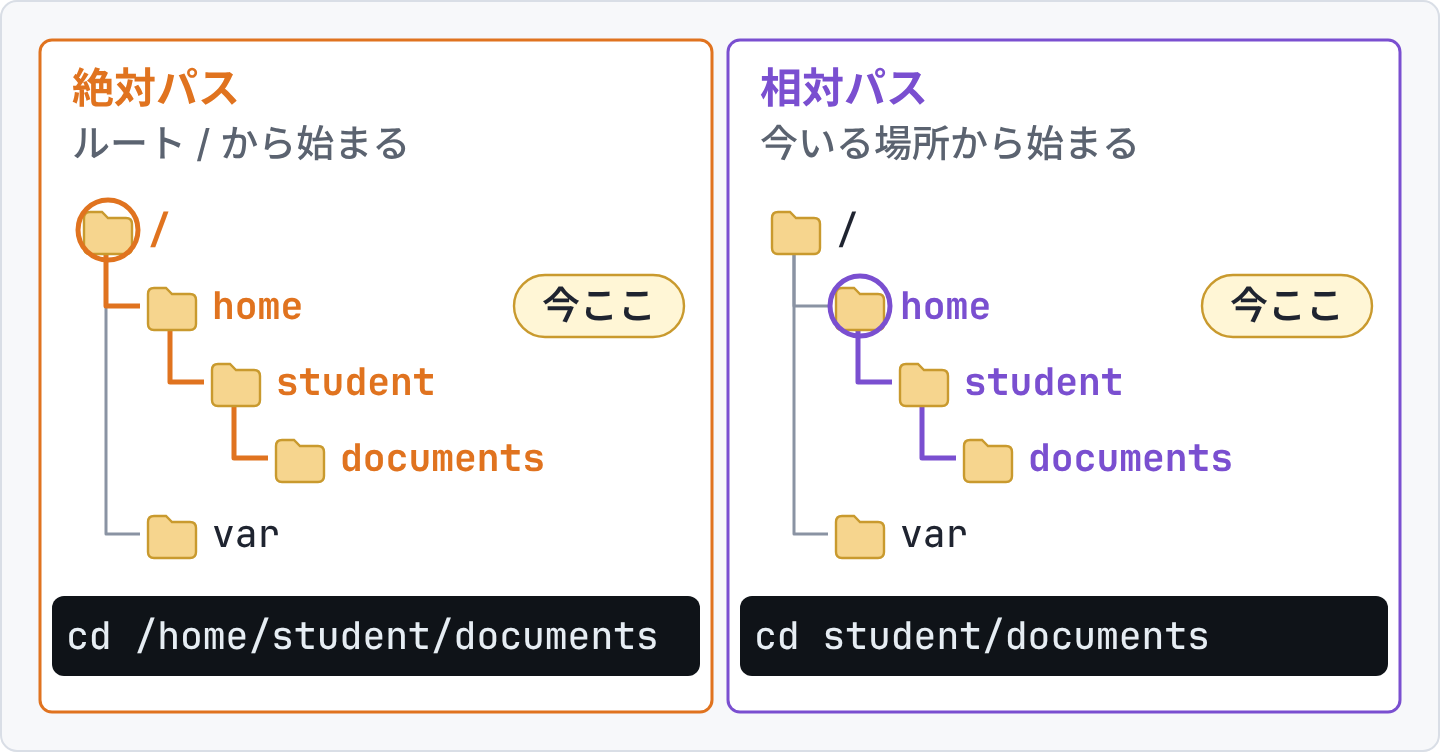 絶対パス
ルート / から始まる
/
home
今ここ
student
documents
var
cd /home/student/documents
相対パス
今いる場所から始まる
/
home
今ここ
student
documents
var
cd student/documents